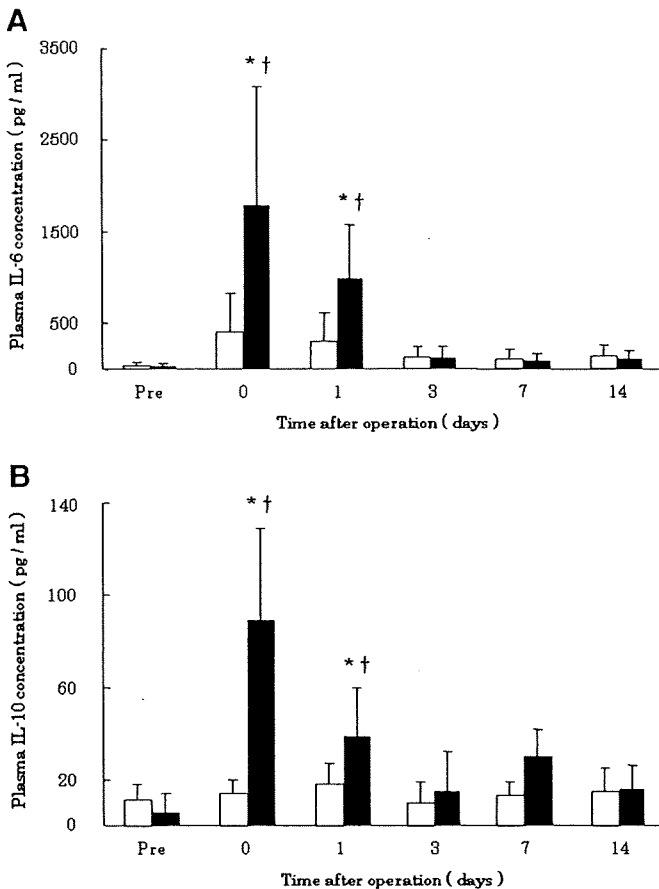 A
Plasma IL-6 concentration ( pg / ml )
3500
2500
1500
500
0
* †
* †
Pre 0 1 3 7 14
Time after operation ( days )
B
Plasma IL-10 concentration ( pg / ml )
140
100
60
20
0
* †
* †
Pre 0 1 3 7 14
Time after operation ( days )